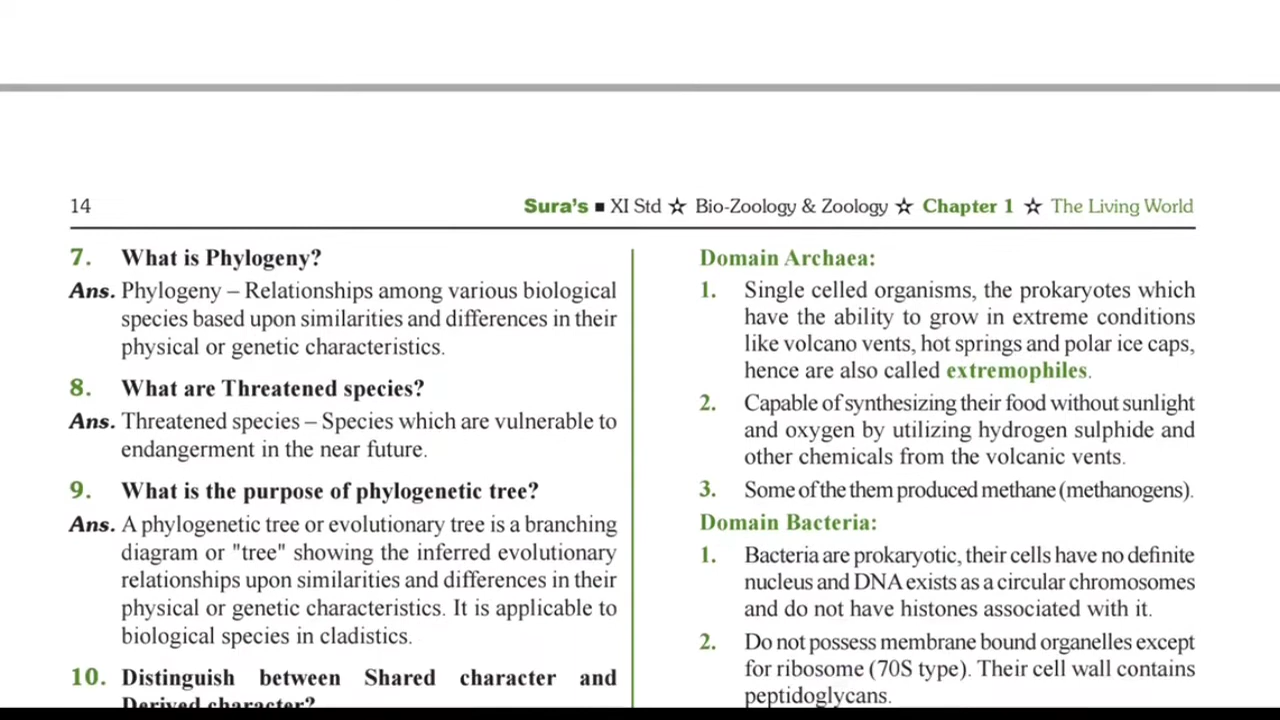 14
Sura's ■ XI Std ☆ Bio-Zoology & Zoology ☆ Chapter 1 ☆ The Living World
7. What is Phylogeny?
Ans. Phylogeny – Relationships among various biological
species based upon similarities and differences in their
physical or genetic characteristics.
8. What are Threatened species?
Ans. Threatened species – Species which are vulnerable to
endangerment in the near future.
9. What is the purpose of phylogenetic tree?
Ans. A phylogenetic tree or evolutionary tree is a branching
diagram or "tree" showing the inferred evolutionary
relationships upon similarities and differences in their
physical or genetic characteristics. It is applicable to
biological species in cladistics.
10. Distinguish between Shared character and
Derived character?
Domain Archaea:
1. Single celled organisms, the prokaryotes which
have the ability to grow in extreme conditions
like volcano vents, hot springs and polar ice caps,
hence are also called extremophiles.
2. Capable of synthesizing their food without sunlight
and oxygen by utilizing hydrogen sulphide and
other chemicals from the volcanic vents.
3. Some of the them produced methane (methanogens).
Domain Bacteria:
1. Bacteria are prokaryotic, their cells have no definite
nucleus and DNA exists as a circular chromosomes
and do not have histones associated with it.
2. Do not possess membrane bound organelles except
for ribosome (70S type). Their cell wall contains
peptidoglycans.